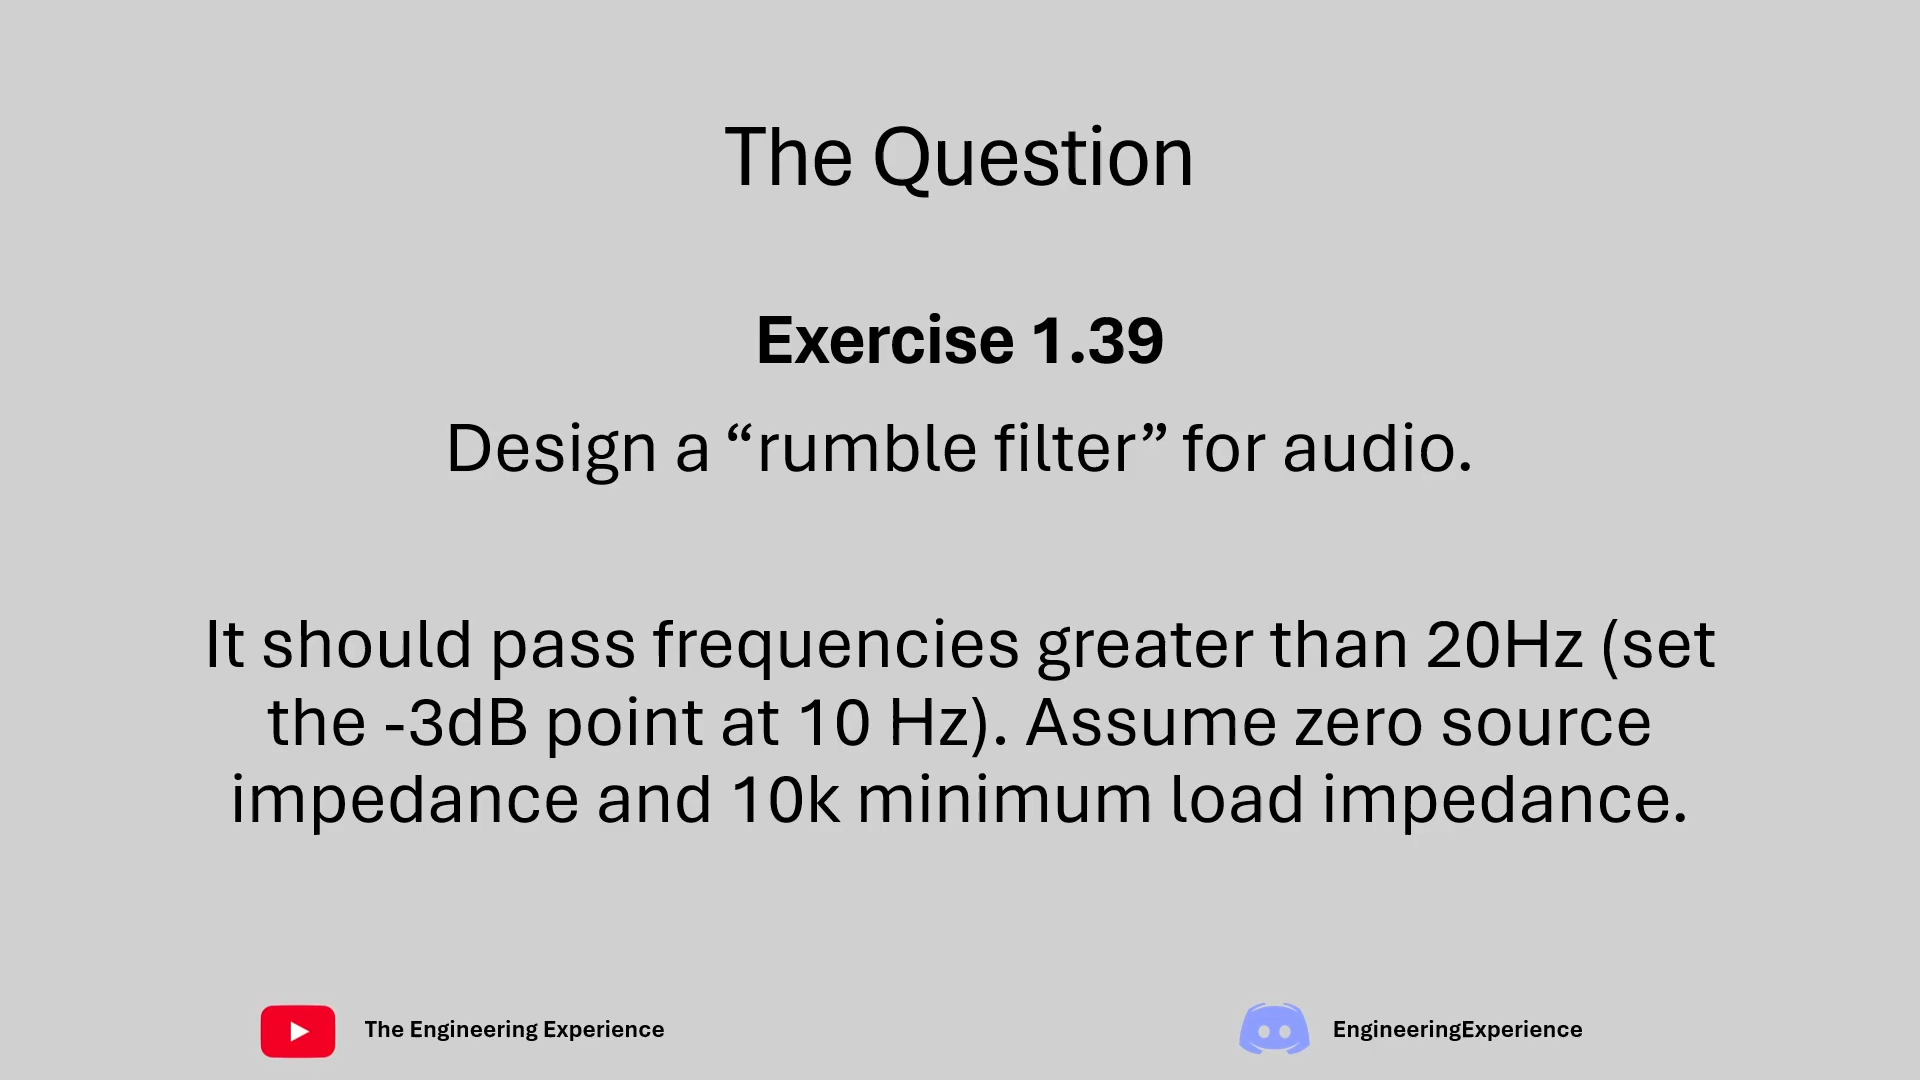 The Question
Exercise 1.39
Design a “rumble filter” for audio.
It should pass frequencies greater than 20Hz (set
the -3dB point at 10 Hz). Assume zero source
impedance and 10k minimum load impedance.
The Engineering Experience
EngineeringExperience